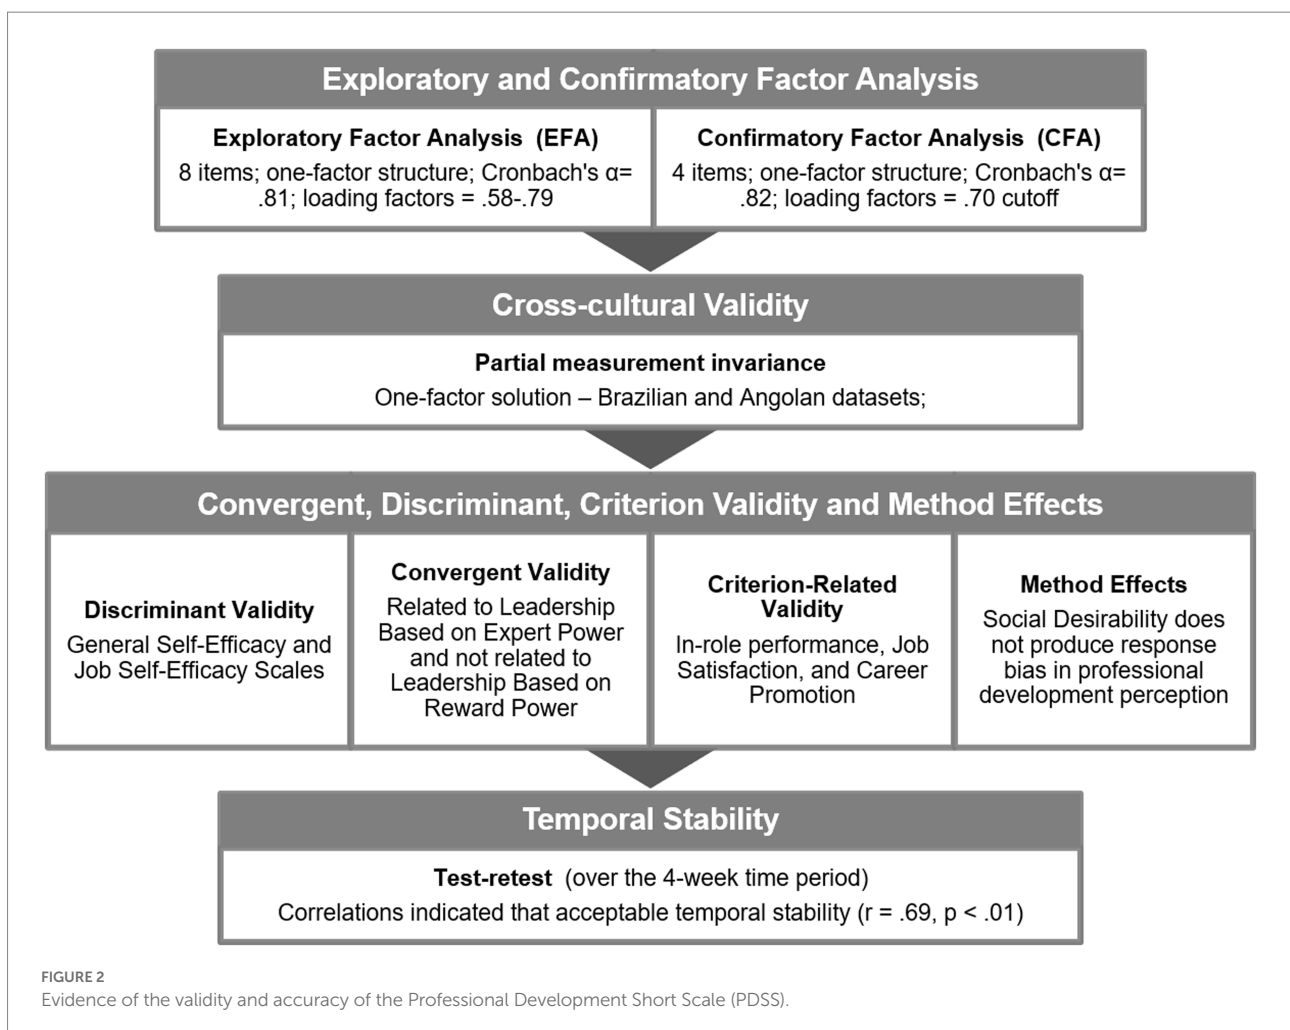 Exploratory and Confirmatory Factor Analysis
Exploratory Factor Analysis (EFA)
8 items; one-factor structure; Cronbach's α=
.81; loading factors = .58-.79
Confirmatory Factor Analysis (CFA)
4 items; one-factor structure; Cronbach's α=
.82; loading factors = .70 cutoff
Cross-cultural Validity
Partial measurement invariance
One-factor solution – Brazilian and Angolan datasets;
Convergent, Discriminant, Criterion Validity and Method Effects
Discriminant Validity
General Self-Efficacy and
Job Self-Efficacy Scales
Convergent Validity
Related to Leadership
Based on Expert Power
and not related to
Leadership Based on
Reward Power
Criterion-Related
Validity
In-role performance, Job
Satisfaction, and Career
Promotion
Method Effects
Social Desirability does
not produce response
bias in professional
development perception
Temporal Stability
Test-retest (over the 4-week time period)
Correlations indicated that acceptable temporal stability (r = .69, p < .01)
FIGURE 2
Evidence of the validity and accuracy of the Professional Development Short Scale (PDSS).